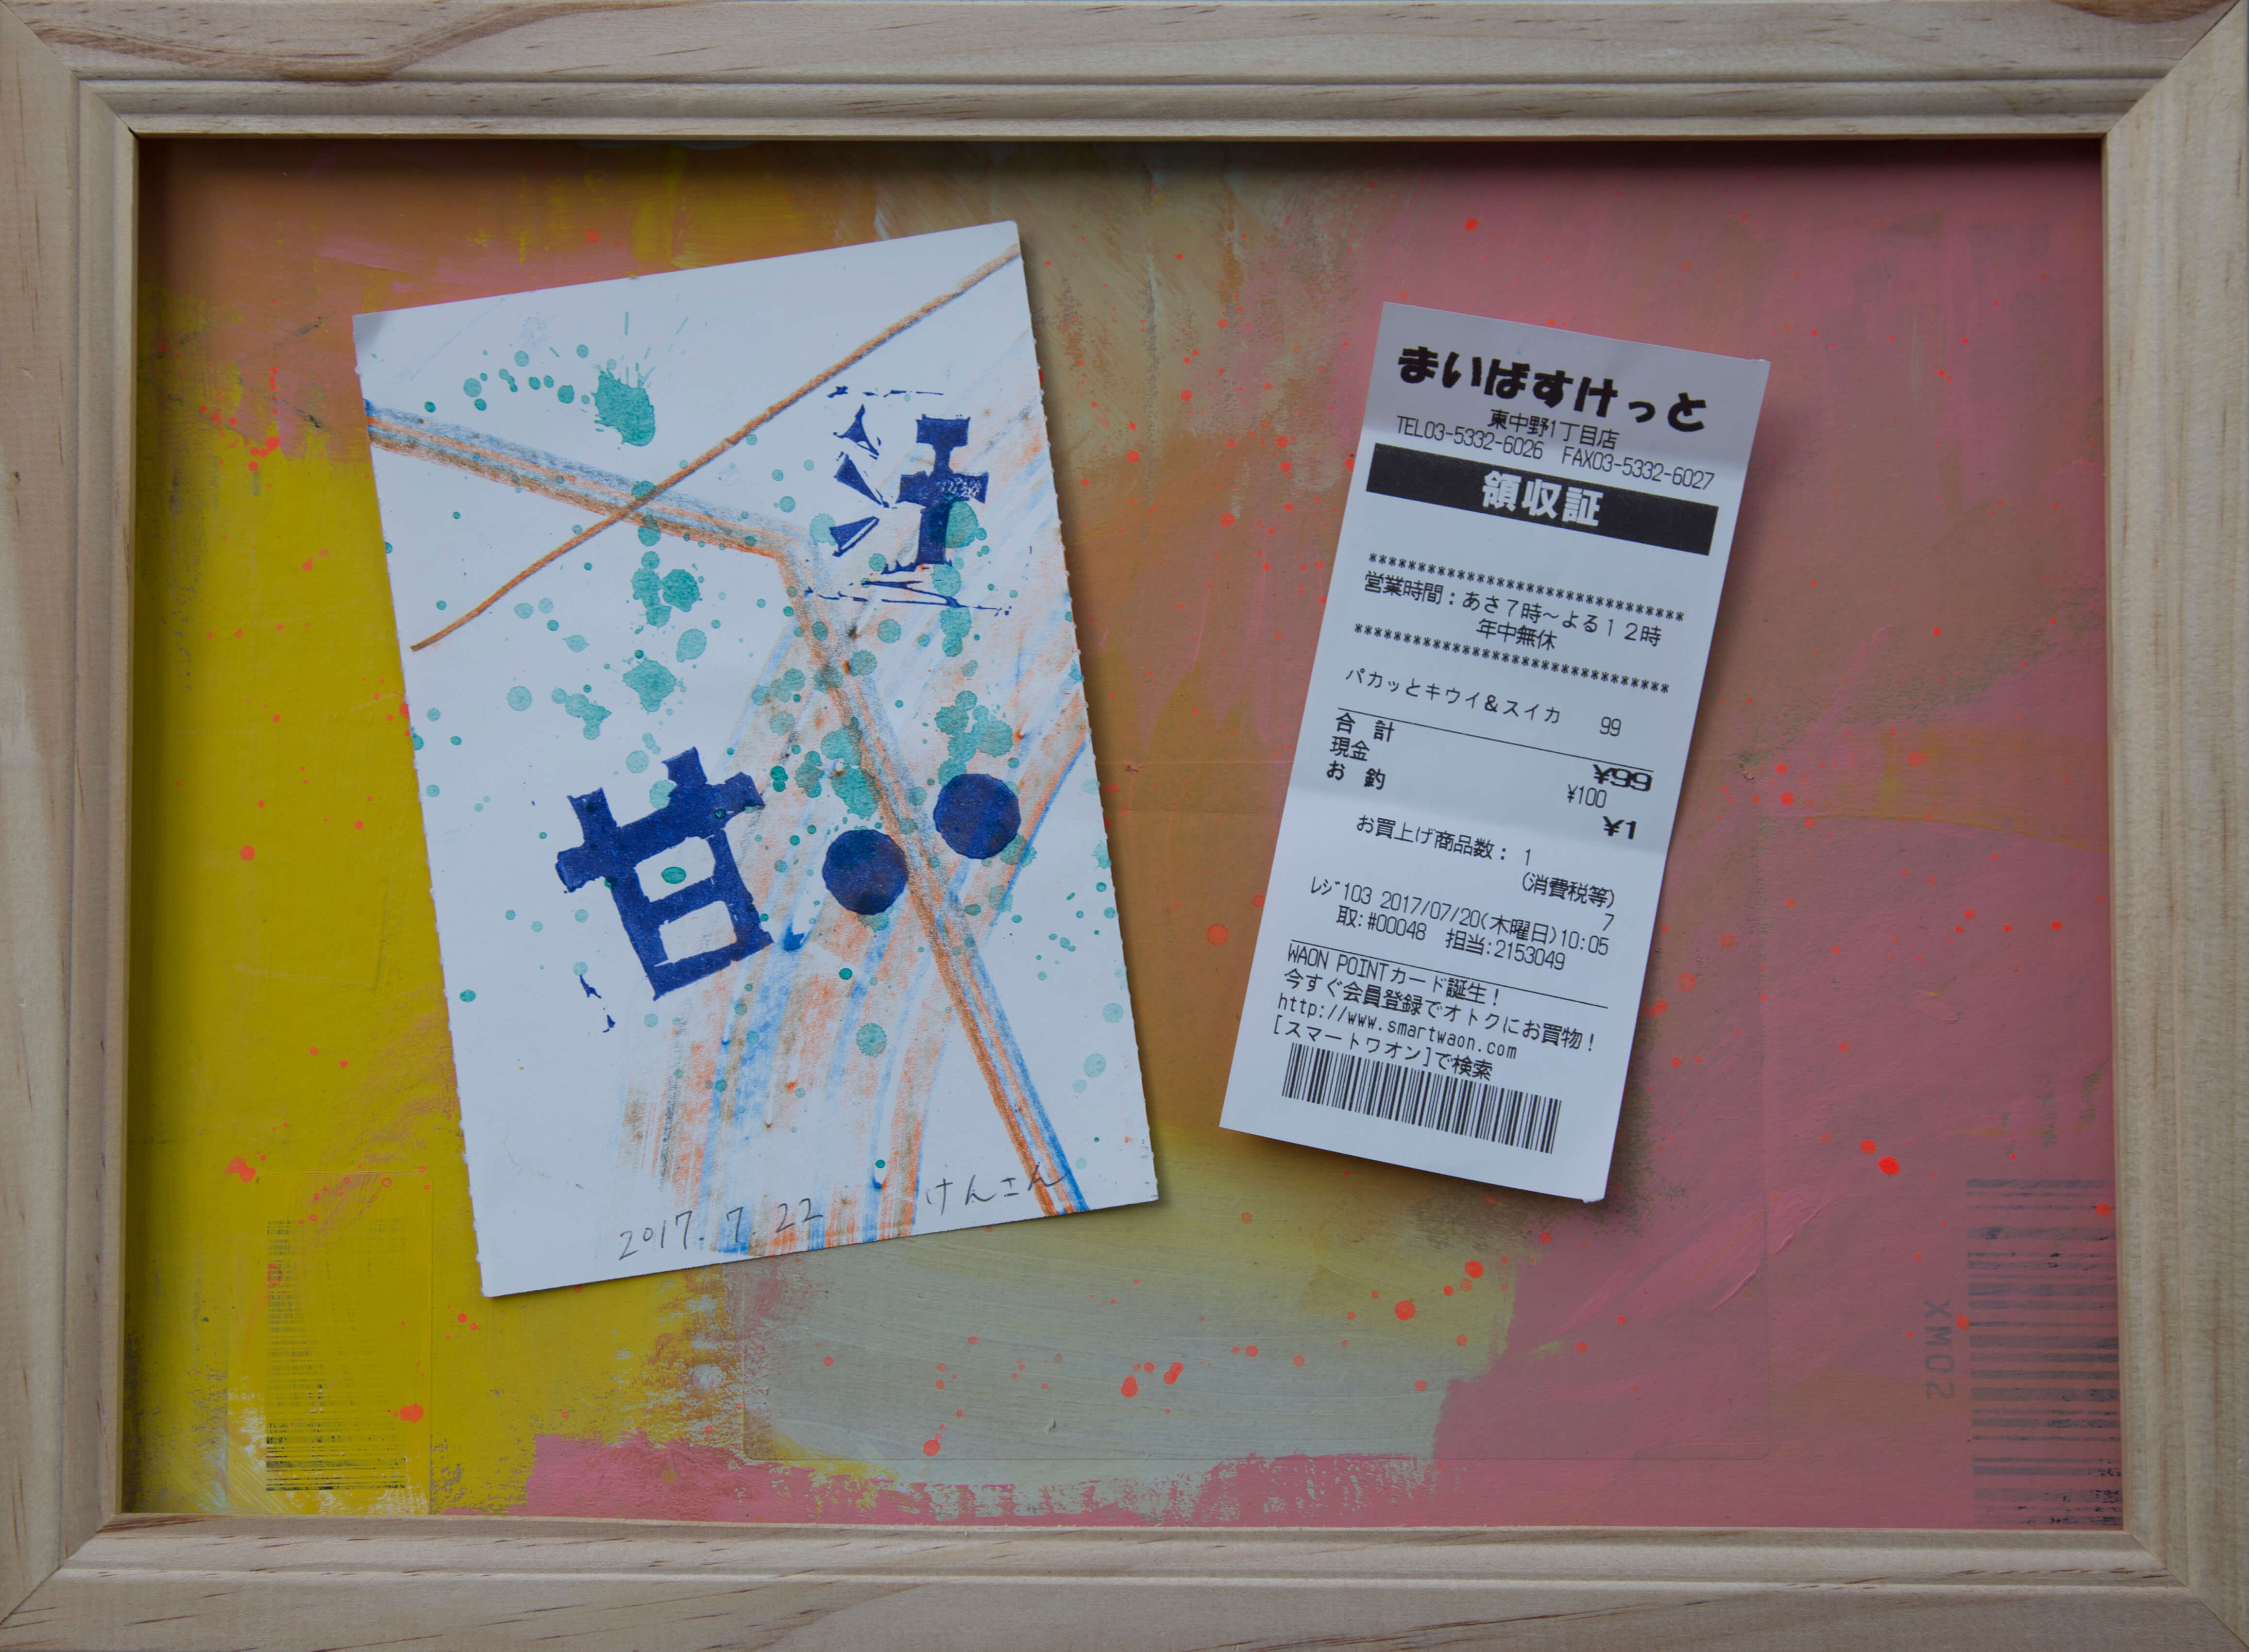 汁
甘
2017.7.22 けんさん
まいばすけっと
東中野1丁目店
TEL03-5332-6026 FAX03-5332-6027
領収証
**********************************
営業時間：あさ７時～よる１２時
年中無休
**********************************
パカッとキウイ＆スイカ 99
合 計 ¥99
現金 ¥100
お 釣 ¥1
お買上げ商品数： 1
(消費税等) 7
ﾚｼﾞ103 2017/07/20(木曜日)10:05
取:#00048 担当:2153049
WAON POINTカード誕生！
今すぐ会員登録でオトクにお買物！
http://www.smartwaon.com
[スマートワオン]で検索
XM02